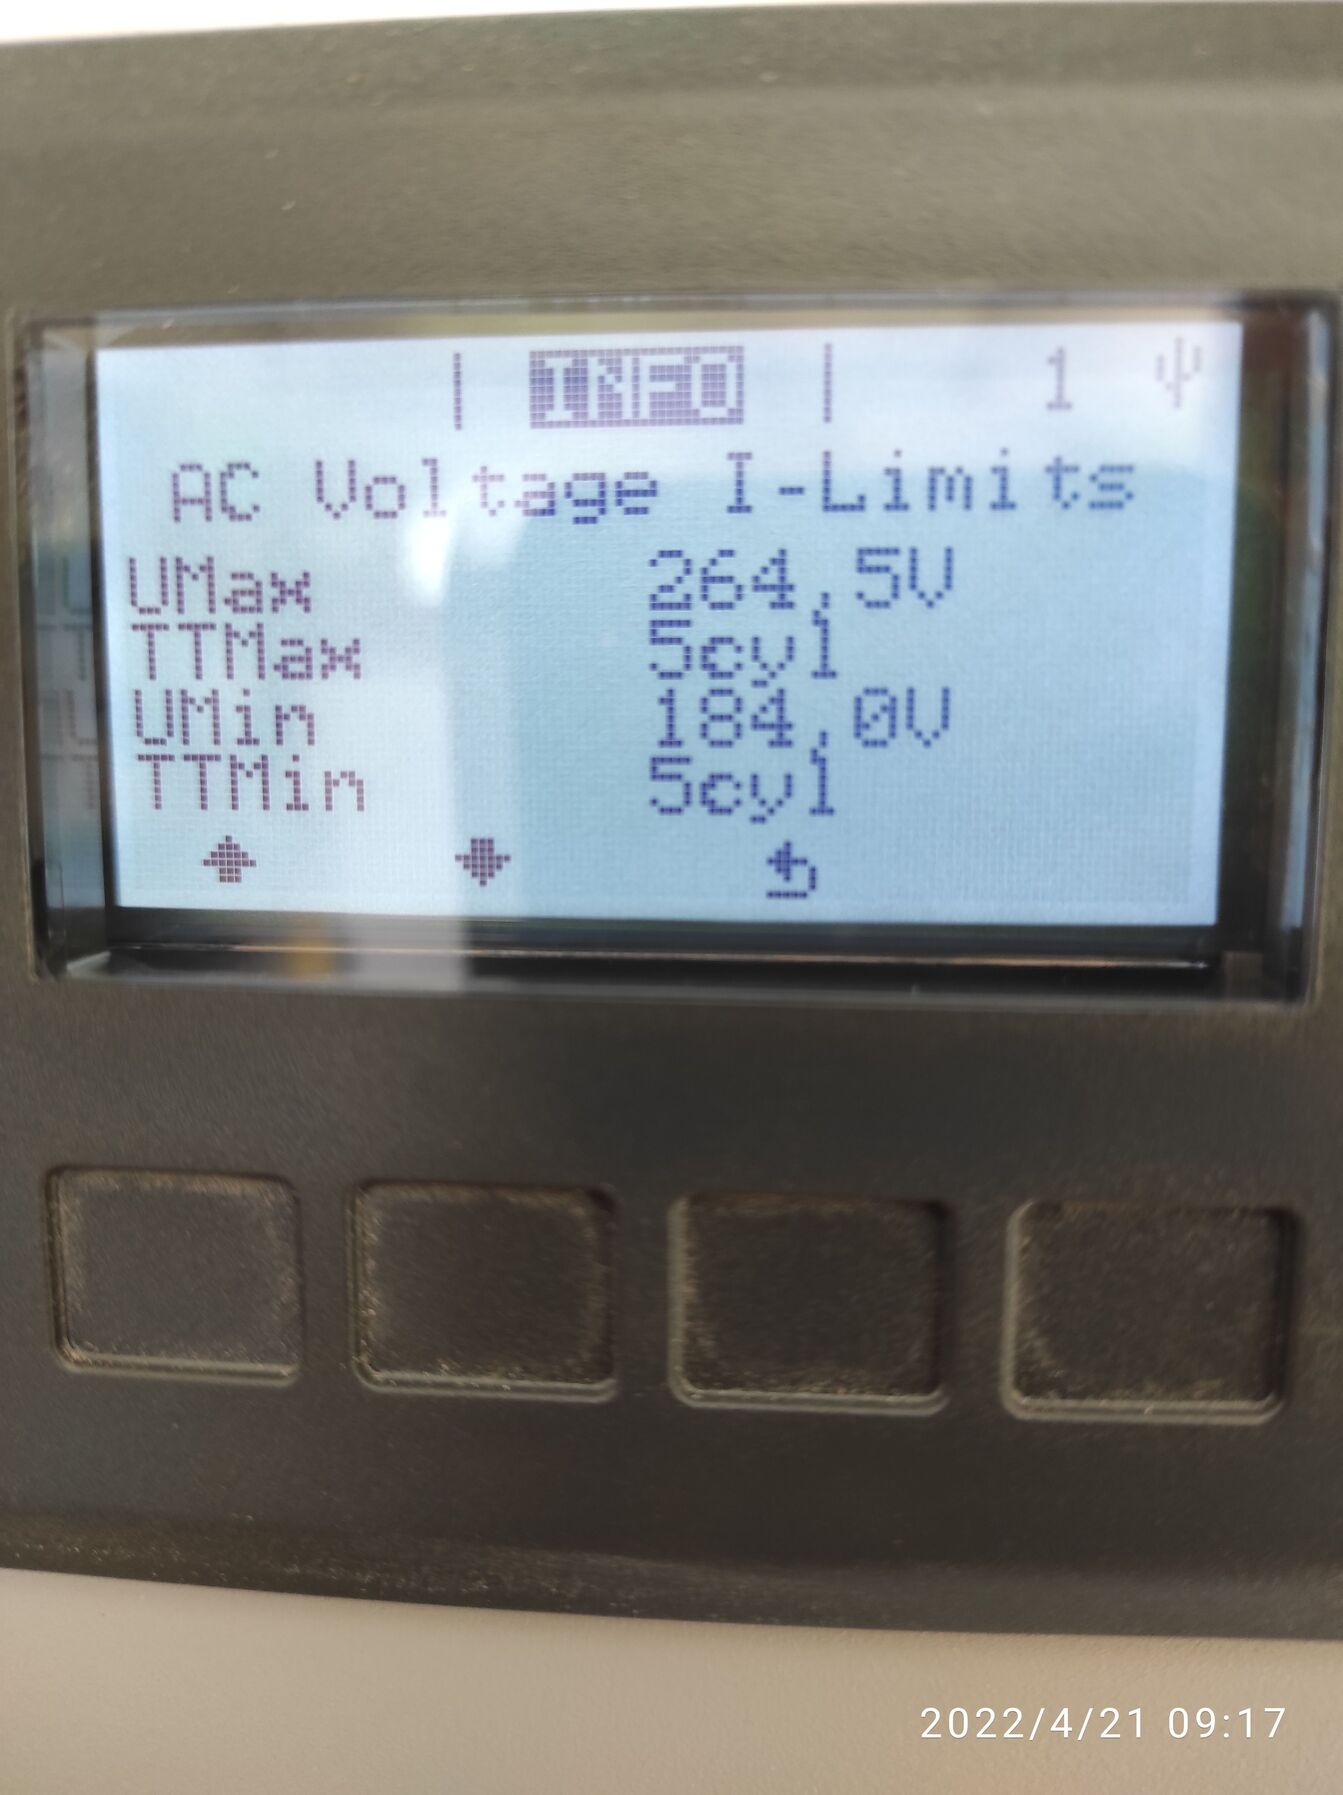 | INFO | 1
AC Voltage I-Limits
UMax 264,5V
TTMax 5cyl
UMin 184,0V
TTMin 5cyl
2022/4/21 09:17